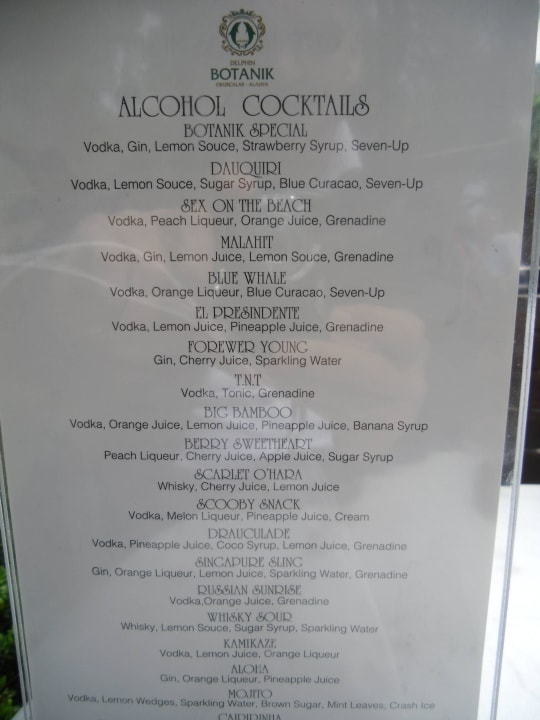 DELPHIN
BOTANIK
OKURCALAR - ALANYA
ALCOHOL COCKTAILS
BOTANIK SPECIAL
Vodka, Gin, Lemon Souce, Strawberry Syrup, Seven-Up
DAUQUIRI
Vodka, Lemon Souce, Sugar Syrup, Blue Curacao, Seven-Up
SEX ON THE BEACH
Vodka, Peach Liqueur, Orange Juice, Grenadine
MALAHIT
Vodka, Gin, Lemon Juice, Lemon Souce, Grenadine
BLUE WHALE
Vodka, Orange Liqueur, Blue Curacao, Seven-Up
EL PRESINDENTE
Vodka, Lemon Juice, Pineapple Juice, Grenadine
FOREWER YOUNG
Gin, Cherry Juice, Sparkling Water
T.N.T
Vodka, Tonic, Grenadine
BIG BAMBOO
Vodka, Orange Juice, Lemon Juice, Pineapple Juice, Banana Syrup
BERRY SWEETHEART
Peach Liqueur, Cherry Juice, Apple Juice, Sugar Syrup
SCARLET O'HARA
Whisky, Cherry Juice, Lemon Juice
SCOOBY SNACK
Vodka, Melon Liqueur, Pineapple Juice, Cream
DRAUCULADE
Vodka, Pineapple Juice, Coco Syrup, Lemon Juice, Grenadine
SINGAPURE SLING
Gin, Orange Liqueur, Lemon Juice, Sparkling Water, Grenadine
RUSSIAN SUNRISE
Vodka,Orange Juice, Grenadine
WHISKY SOUR
Whisky, Lemon Souce, Sugar Syrup, Sparkling Water
KAMIKAZE
Vodka, Lemon Juice, Orange Liqueur
ALOHA
Gin, Orange Liqueur, Pineapple Juice
MOJITO
Vodka, Lemon Wedges, Sparkling Water, Brown Sugar, Mint Leaves, Crash Ice